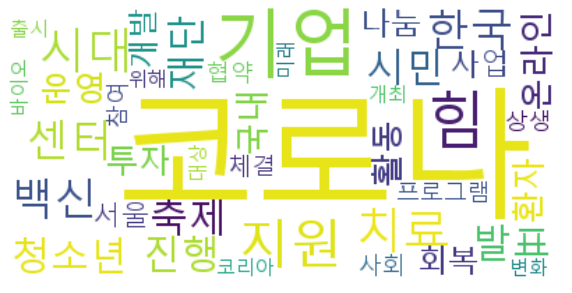 출시
시대
개발
재단
기업
협약
미래
나눔
한국
온라인
시민
사업
바이오
운영
참여
위해
개최
힘
상생
센터
투자
국내
코로나
대상
체결
활동
프로그램
환자
백신
서울
축제
지원
치료
발표
청소년
진행
코리아
사회
회복
변화